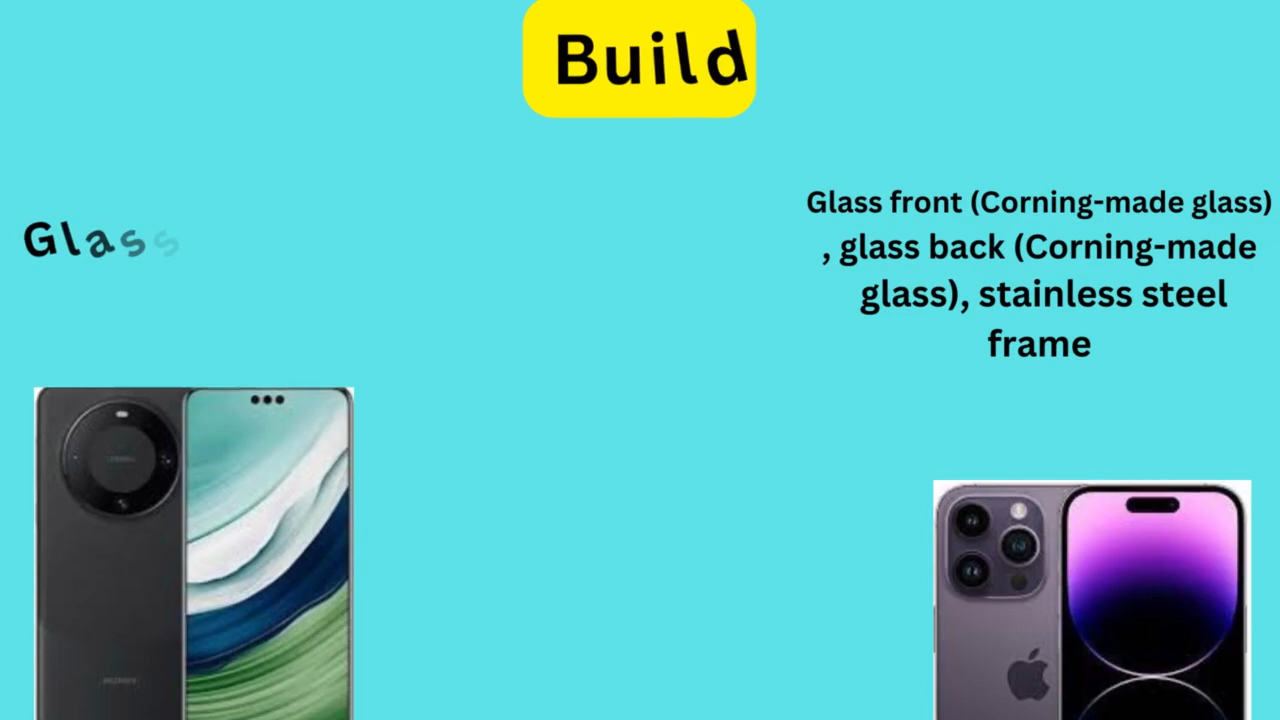 Build
Glass
Glass front (Corning-made glass)
, glass back (Corning-made
glass), stainless steel
frame